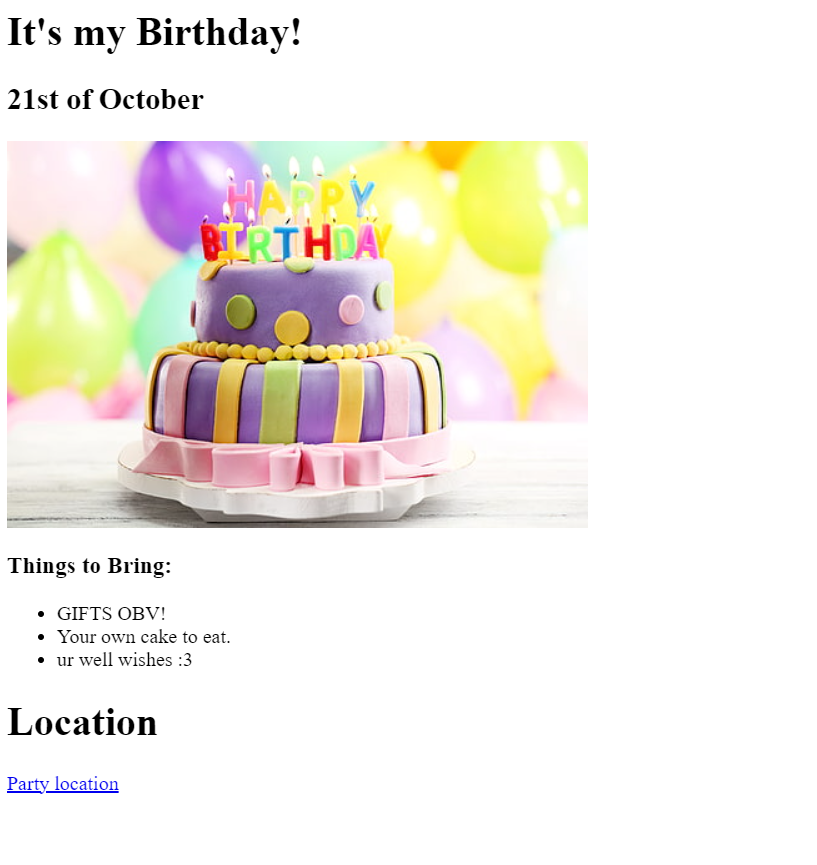 It's my Birthday!
21st of October
HAPPY
BIRTHDAY
Things to Bring:
GIFTS OBV!
Your own cake to eat.
ur well wishes :3
Location
Party location